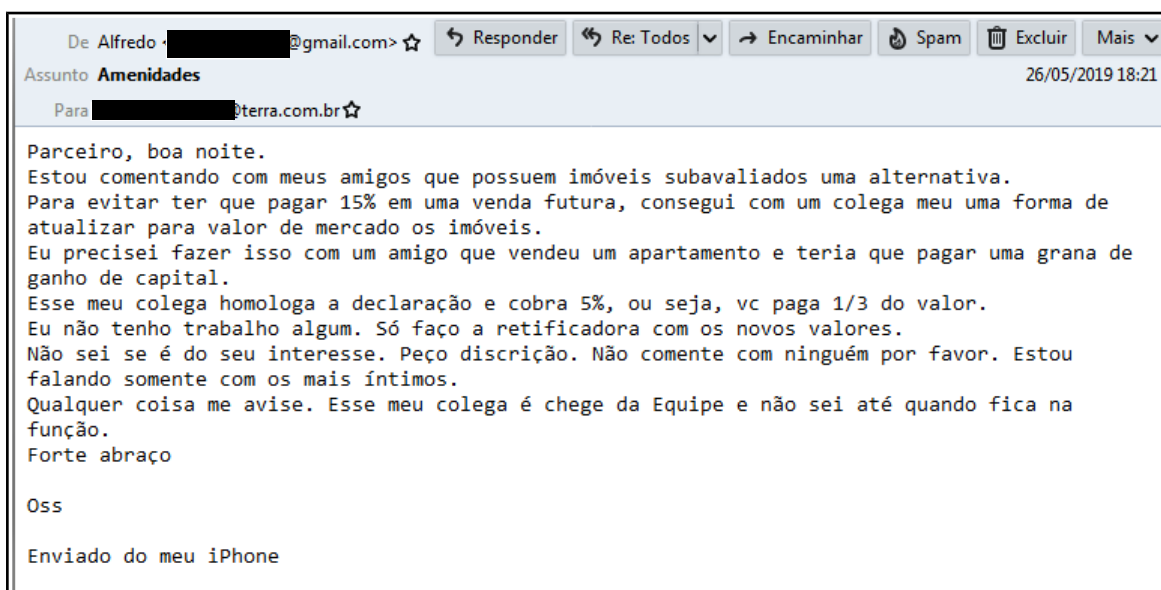 De Alfredo < @gmail.com> Responder Re: Todos Encaminhar Spam Excluir Mais
Assunto Amenidades 26/05/2019 18:21
Para @terra.com.br
Parceiro, boa noite.
Estou comentando com meus amigos que possuem imóveis subavaliados uma alternativa.
Para evitar ter que pagar 15% em uma venda futura, consegui com um colega meu uma forma de
atualizar para valor de mercado os imóveis.
Eu precisei fazer isso com um amigo que vendeu um apartamento e teria que pagar uma grana de
ganho de capital.
Esse meu colega homologa a declaração e cobra 5%, ou seja, vc paga 1/3 do valor.
Eu não tenho trabalho algum. Só faço a retificadora com os novos valores.
Não sei se é do seu interesse. Peço discrição. Não comente com ninguém por favor. Estou
falando somente com os mais íntimos.
Qualquer coisa me avise. Esse meu colega é chege da Equipe e não sei até quando fica na
função.
Forte abraço
Oss
Enviado do meu iPhone